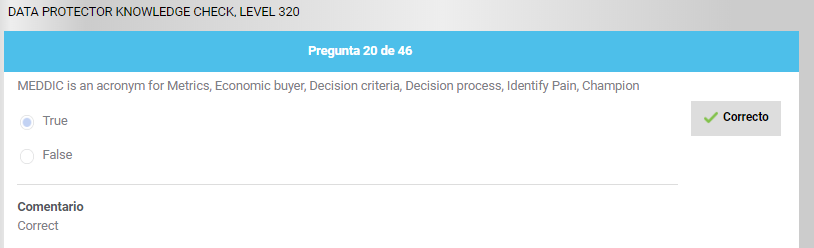 DATA PROTECTOR KNOWLEDGE CHECK, LEVEL 320
Pregunta 20 de 46
MEDDIC is an acronym for Metrics, Economic buyer, Decision criteria, Decision process, Identify Pain, Champion
True
Correcto
False
Comentario
Correct